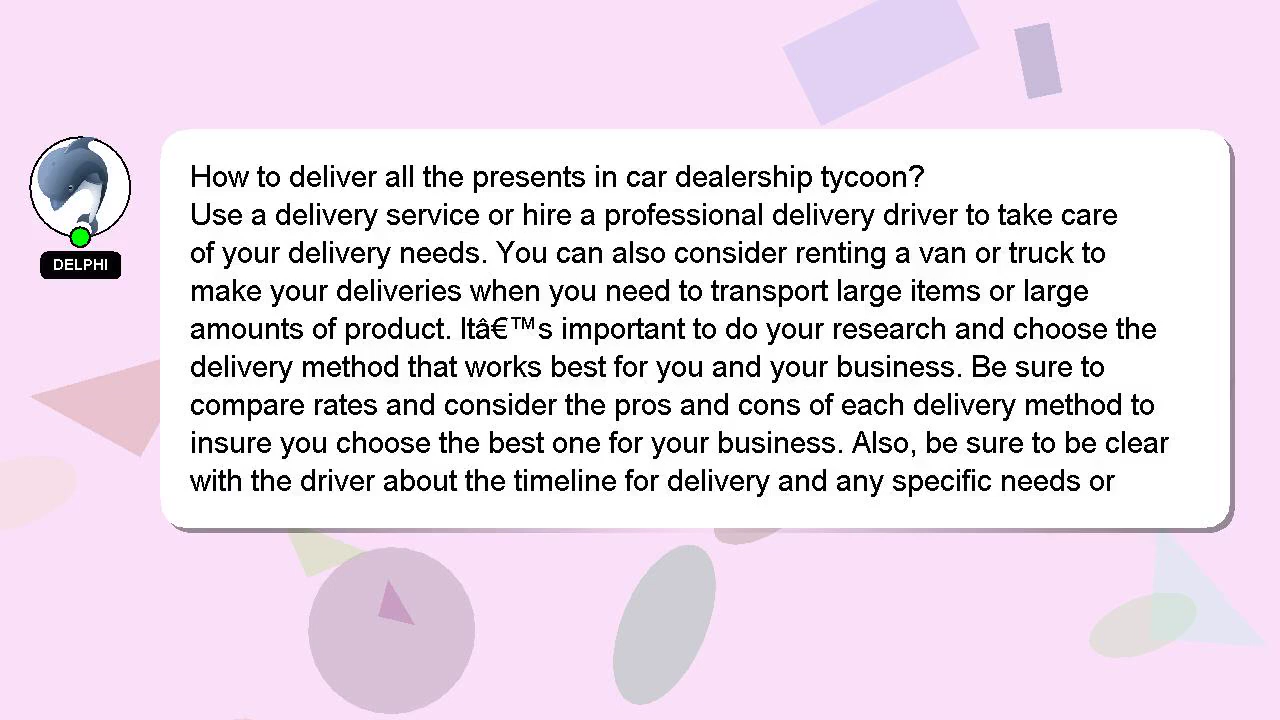 How to deliver all the presents in car dealership tycoon?
Use a delivery service or hire a professional delivery driver to take care
of your delivery needs. You can also consider renting a van or truck to
make your deliveries when you need to transport large items or large
amounts of product. Itâ€™s important to do your research and choose the
delivery method that works best for you and your business. Be sure to
compare rates and consider the pros and cons of each delivery method to
insure you choose the best one for your business. Also, be sure to be clear
with the driver about the timeline for delivery and any specific needs or
DELPHI